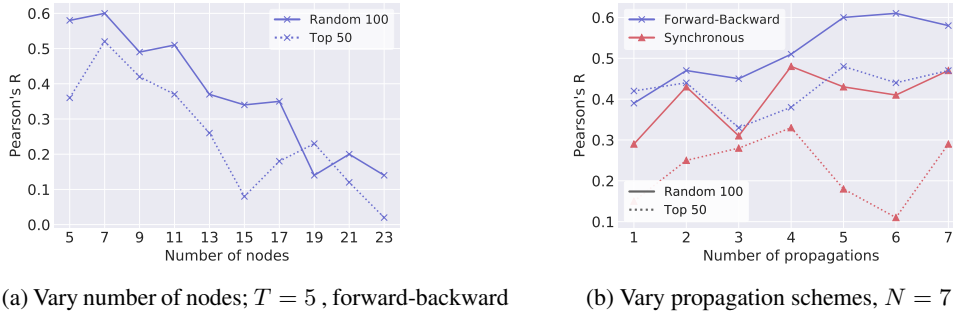 0.6
0.5
0.4
0.3
0.2
0.1
0.0
Pearson's R
Random 100
Top 50
5 7 9 11 13 15 17 19 21 23
Number of nodes
(a) Vary number of nodes; T = 5 , forward-backward
0.6
0.5
0.4
0.3
0.2
0.1
Pearson's R
Forward-Backward
Synchronous
Random 100
Top 50
1 2 3 4 5 6 7
Number of propagations
(b) Vary propagation schemes, N = 7